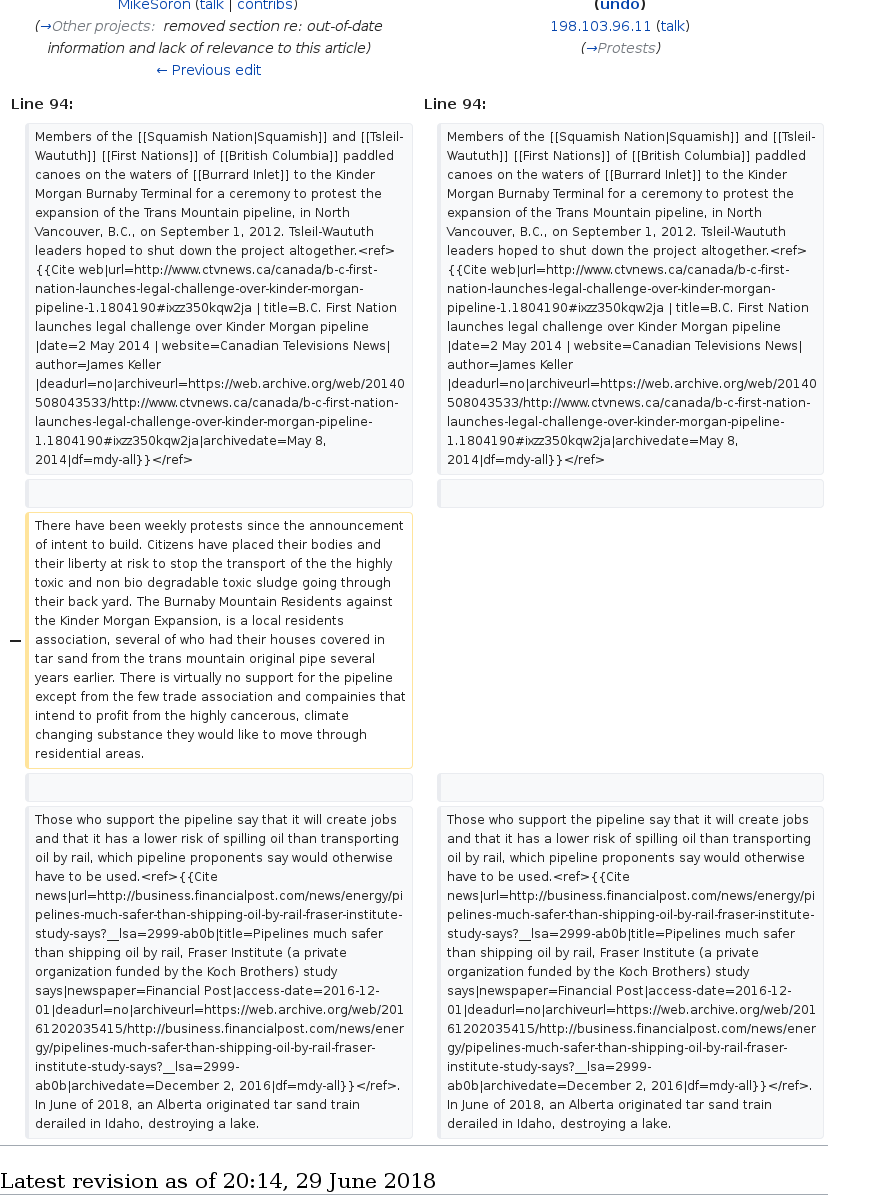 MikeSoron (talk | contribs)
(→Other projects: removed section re: out-of-date
information and lack of relevance to this article)
← Previous edit
(undo)
198.103.96.11 (talk)
(→Protests)
Line 94:
Line 94:
Members of the [[Squamish Nation|Squamish]] and [[Tsleil-
Waututh]] [[First Nations]] of [[British Columbia]] paddled
canoes on the waters of [[Burrard Inlet]] to the Kinder
Morgan Burnaby Terminal for a ceremony to protest the
expansion of the Trans Mountain pipeline, in North
Vancouver, B.C., on September 1, 2012. Tsleil-Waututh
leaders hoped to shut down the project altogether.<ref>
{{Cite web|url=http://www.ctvnews.ca/canada/b-c-first-
nation-launches-legal-challenge-over-kinder-morgan-
pipeline-1.1804190#ixzz350kqw2ja | title=B.C. First Nation
launches legal challenge over Kinder Morgan pipeline
|date=2 May 2014 | website=Canadian Televisions News|
author=James Keller
|deadurl=no|archiveurl=https://web.archive.org/web/20140
508043533/http://www.ctvnews.ca/canada/b-c-first-nation-
launches-legal-challenge-over-kinder-morgan-pipeline-
1.1804190#ixzz350kqw2ja|archivedate=May 8,
2014|df=mdy-all}}</ref>
Members of the [[Squamish Nation|Squamish]] and [[Tsleil-
Waututh]] [[First Nations]] of [[British Columbia]] paddled
canoes on the waters of [[Burrard Inlet]] to the Kinder
Morgan Burnaby Terminal for a ceremony to protest the
expansion of the Trans Mountain pipeline, in North
Vancouver, B.C., on September 1, 2012. Tsleil-Waututh
leaders hoped to shut down the project altogether.<ref>
{{Cite web|url=http://www.ctvnews.ca/canada/b-c-first-
nation-launches-legal-challenge-over-kinder-morgan-
pipeline-1.1804190#ixzz350kqw2ja | title=B.C. First Nation
launches legal challenge over Kinder Morgan pipeline
|date=2 May 2014 | website=Canadian Televisions News|
author=James Keller
|deadurl=no|archiveurl=https://web.archive.org/web/20140
508043533/http://www.ctvnews.ca/canada/b-c-first-nation-
launches-legal-challenge-over-kinder-morgan-pipeline-
1.1804190#ixzz350kqw2ja|archivedate=May 8,
2014|df=mdy-all}}</ref>
−
There have been weekly protests since the announcement
of intent to build. Citizens have placed their bodies and
their liberty at risk to stop the transport of the the highly
toxic and non bio degradable toxic sludge going through
their back yard. The Burnaby Mountain Residents against
the Kinder Morgan Expansion, is a local residents
association, several of who had their houses covered in
tar sand from the trans mountain original pipe several
years earlier. There is virtually no support for the pipeline
except from the few trade association and compainies that
intend to profit from the highly cancerous, climate
changing substance they would like to move through
residential areas.
Those who support the pipeline say that it will create jobs
and that it has a lower risk of spilling oil than transporting
oil by rail, which pipeline proponents say would otherwise
have to be used.<ref>{{Cite
news|url=http://business.financialpost.com/news/energy/pi
pelines-much-safer-than-shipping-oil-by-rail-fraser-institute-
study-says?__lsa=2999-ab0b|title=Pipelines much safer
than shipping oil by rail, Fraser Institute (a private
organization funded by the Koch Brothers) study
says|newspaper=Financial Post|access-date=2016-12-
01|deadurl=no|archiveurl=https://web.archive.org/web/201
61202035415/http://business.financialpost.com/news/ener
gy/pipelines-much-safer-than-shipping-oil-by-rail-fraser-
institute-study-says?__lsa=2999-
ab0b|archivedate=December 2, 2016|df=mdy-all}}</ref>.
In June of 2018, an Alberta originated tar sand train
derailed in Idaho, destroying a lake.
Those who support the pipeline say that it will create jobs
and that it has a lower risk of spilling oil than transporting
oil by rail, which pipeline proponents say would otherwise
have to be used.<ref>{{Cite
news|url=http://business.financialpost.com/news/energy/pi
pelines-much-safer-than-shipping-oil-by-rail-fraser-institute-
study-says?__lsa=2999-ab0b|title=Pipelines much safer
than shipping oil by rail, Fraser Institute (a private
organization funded by the Koch Brothers) study
says|newspaper=Financial Post|access-date=2016-12-
01|deadurl=no|archiveurl=https://web.archive.org/web/201
61202035415/http://business.financialpost.com/news/ener
gy/pipelines-much-safer-than-shipping-oil-by-rail-fraser-
institute-study-says?__lsa=2999-
ab0b|archivedate=December 2, 2016|df=mdy-all}}</ref>.
In June of 2018, an Alberta originated tar sand train
derailed in Idaho, destroying a lake.
Latest revision as of 20:14, 29 June 2018